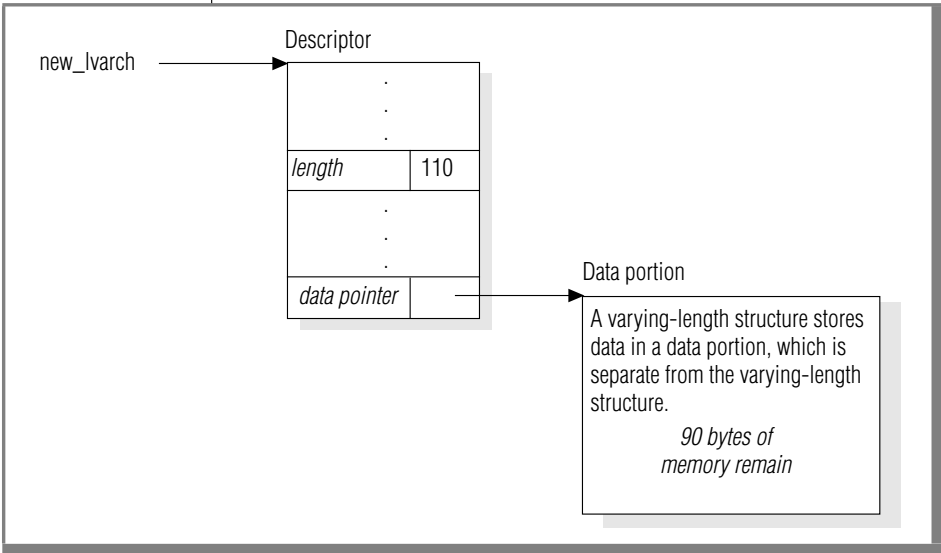 Descriptor
new_lvarch
.
.
.
length 110
.
.
.
data pointer
Data portion
A varying-length structure stores
data in a data portion, which is
separate from the varying-length
structure.
90 bytes of
memory remain